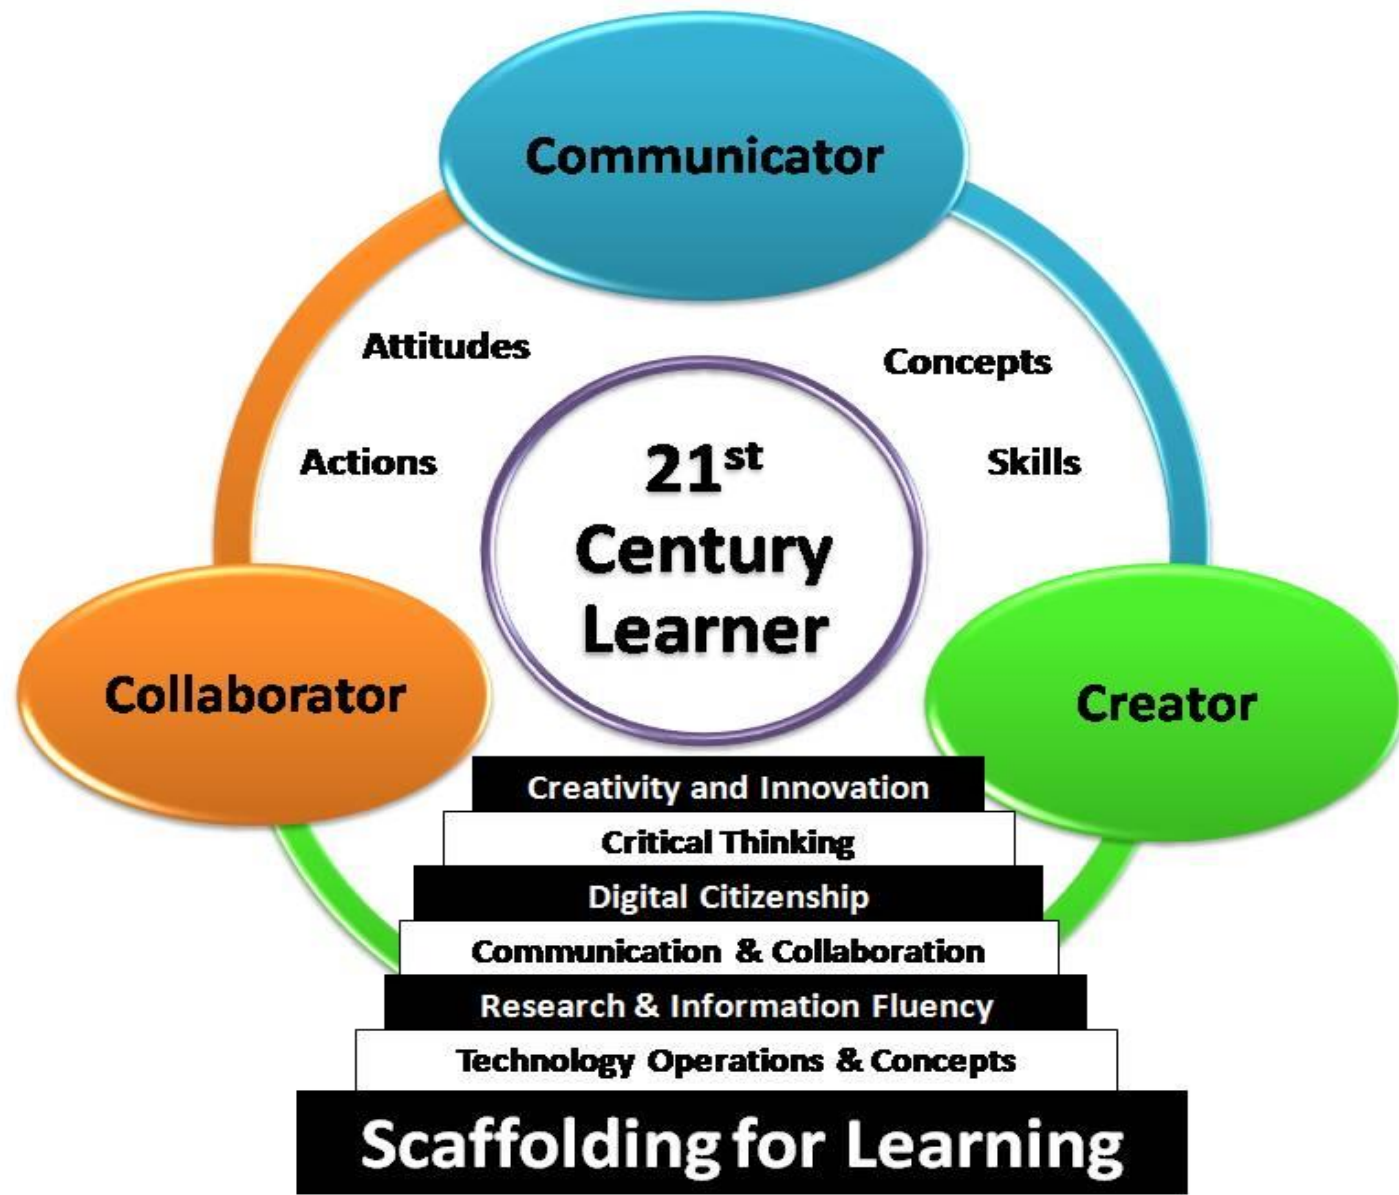 Communicator
Attitudes
Concepts
Actions
Skills
21st
Century
Learner
Collaborator
Creator
Creativity and Innovation
Critical Thinking
Digital Citizenship
Communication & Collaboration
Research & Information Fluency
Technology Operations & Concepts
Scaffolding for Learning